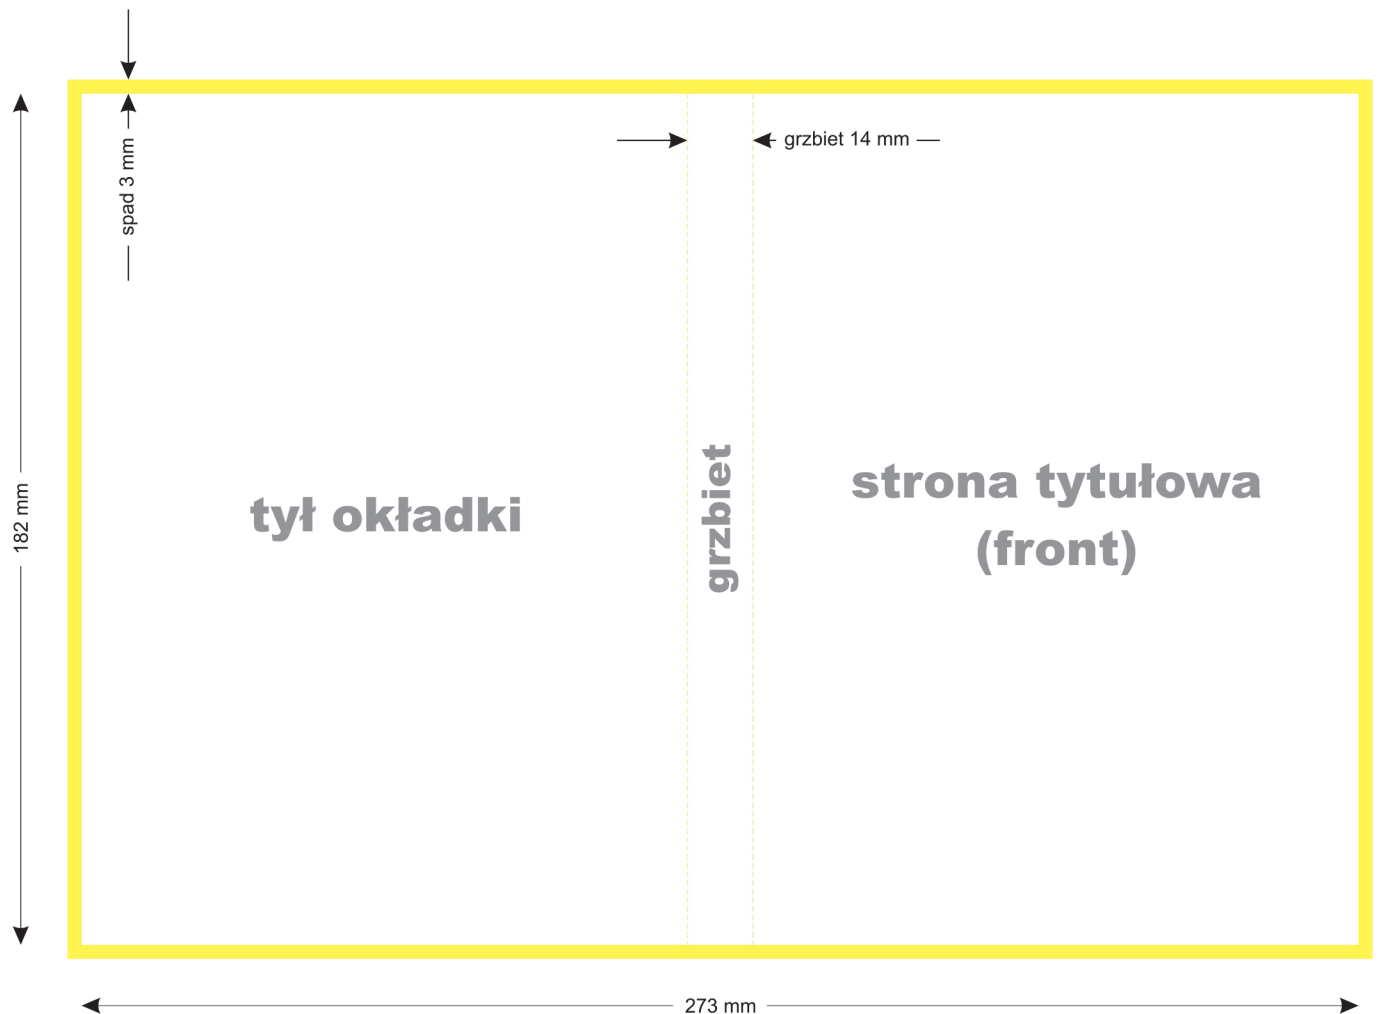 spad 3 mm
grzbiet 14 mm
182 mm
tył okładki
grzbiet
strona tytułowa
(front)
273 mm